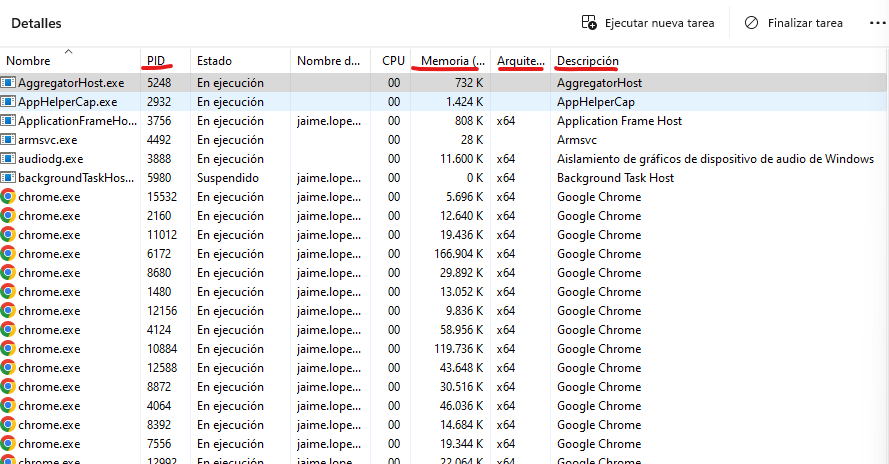 Detalles Ejecutar nueva tarea Finalizar tarea ...
Nombre PID Estado Nombre d... CPU Memoria (... Arquite... Descripción
AggregatorHost.exe 5248 En ejecución 00 732 K AggregatorHost
AppHelperCap.exe 2932 En ejecución 00 1.424 K AppHelperCap
ApplicationFrameHo... 3756 En ejecución jaime.lope... 00 808 K x64 Application Frame Host
armsvc.exe 4492 En ejecución 00 28 K Armsvc
audiodg.exe 3888 En ejecución 00 11.600 K x64 Aislamiento de gráficos de dispositivo de audio de Windows
backgroundTaskHos... 5980 Suspendido jaime.lope... 00 0 K x64 Background Task Host
chrome.exe 15532 En ejecución jaime.lope... 00 5.696 K x64 Google Chrome
chrome.exe 2160 En ejecución jaime.lope... 00 12.640 K x64 Google Chrome
chrome.exe 11012 En ejecución jaime.lope... 00 19.436 K x64 Google Chrome
chrome.exe 6172 En ejecución jaime.lope... 00 166.904 K x64 Google Chrome
chrome.exe 8680 En ejecución jaime.lope... 00 29.892 K x64 Google Chrome
chrome.exe 1480 En ejecución jaime.lope... 00 13.052 K x64 Google Chrome
chrome.exe 12156 En ejecución jaime.lope... 00 9.836 K x64 Google Chrome
chrome.exe 4124 En ejecución jaime.lope... 00 58.956 K x64 Google Chrome
chrome.exe 10884 En ejecución jaime.lope... 00 119.736 K x64 Google Chrome
chrome.exe 12588 En ejecución jaime.lope... 00 43.648 K x64 Google Chrome
chrome.exe 8872 En ejecución jaime.lope... 00 30.516 K x64 Google Chrome
chrome.exe 4064 En ejecución jaime.lope... 00 46.036 K x64 Google Chrome
chrome.exe 8392 En ejecución jaime.lope... 00 14.684 K x64 Google Chrome
chrome.exe 7556 En ejecución jaime.lope... 00 19.344 K x64 Google Chrome
chrome.exe 12992 En ejecución jaime.lope... 00 22.064 K x64 Google Chrome